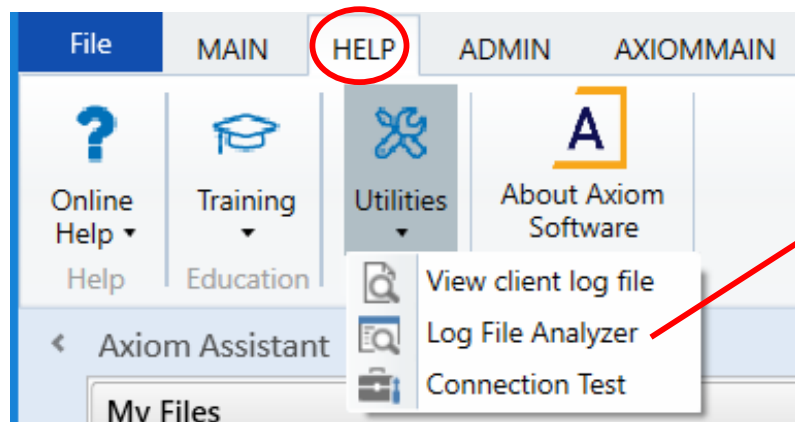 File MAIN HELP ADMIN AXIOMMAIN
Online Help
Training
Utilities
About Axiom Software
Help
Education
View client log file
Log File Analyzer
Connection Test
Axiom Assistant
My Files